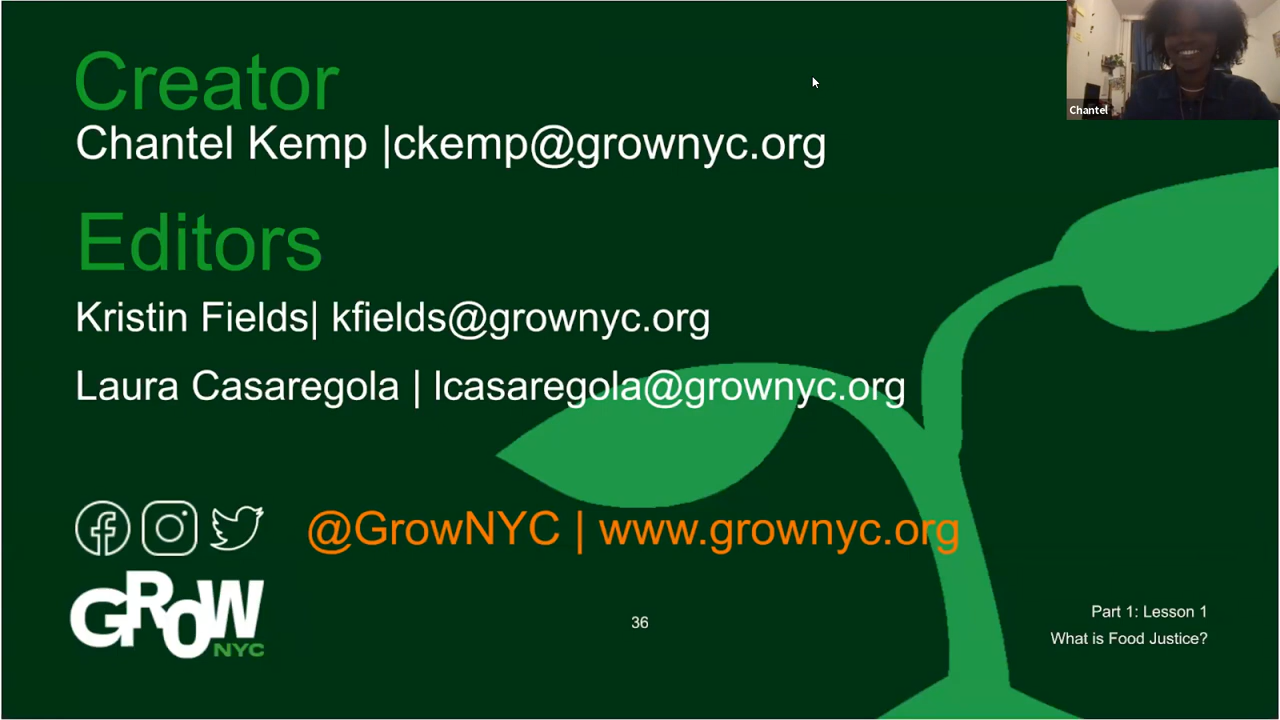 Creator
Chantel Kemp |ckemp@grownyc.org
Chantel
Editors
Kristin Fields| kfields@grownyc.org
Laura Casaregola | lcasaregola@grownyc.org
@GrowNYC | www.grownyc.org
GROW
NYC
36
Part 1: Lesson 1
What is Food Justice?